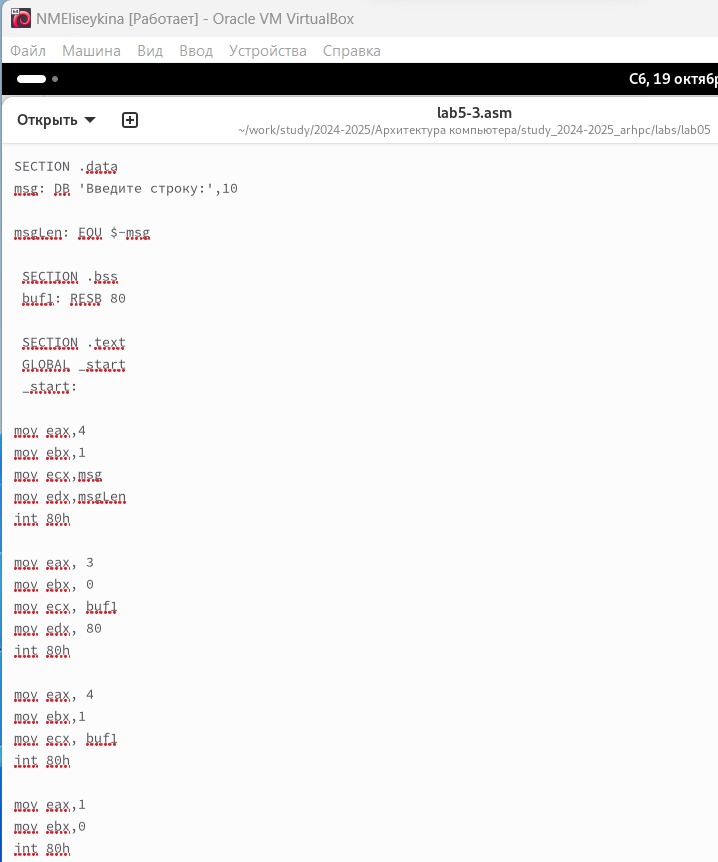 NMEliseykina [Работает] - Oracle VM VirtualBox
Файл Машина Вид Ввод Устройства Справка
Сб, 19 октябр
Открыть
lab5-3.asm
~/work/study/2024-2025/Архитектура компьютера/study_2024-2025_arhpc/labs/lab05
SECTION .data
msg: DB 'Введите строку:',10
msgLen: EQU $-msg
SECTION .bss
buf1: RESB 80
SECTION .text
GLOBAL _start
_start:
mov eax,4
mov ebx,1
mov ecx,msg
mov edx,msgLen
int 80h
mov eax, 3
mov ebx, 0
mov ecx, buf1
mov edx, 80
int 80h
mov eax, 4
mov ebx,1
mov ecx, buf1
int 80h
mov eax,1
mov ebx,0
int 80h